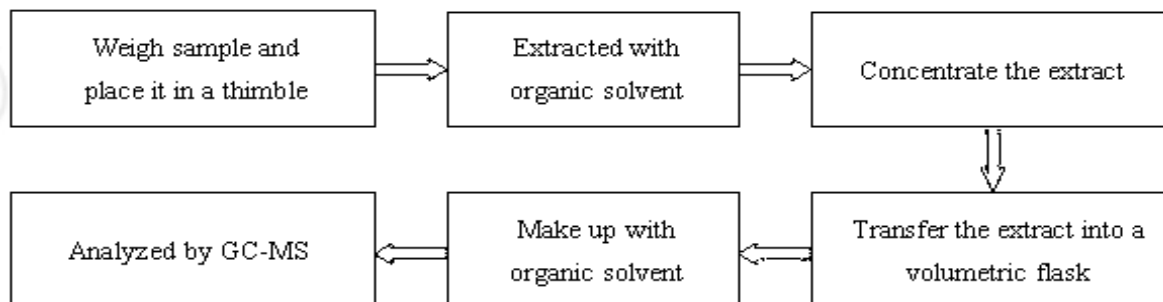 Weigh sample and
place it in a thimble
Extracted with
organic solvent
Concentrate the extract
Transfer the extract into a
volumetric flask
Make up with
organic solvent
Analyzed by GC-MS